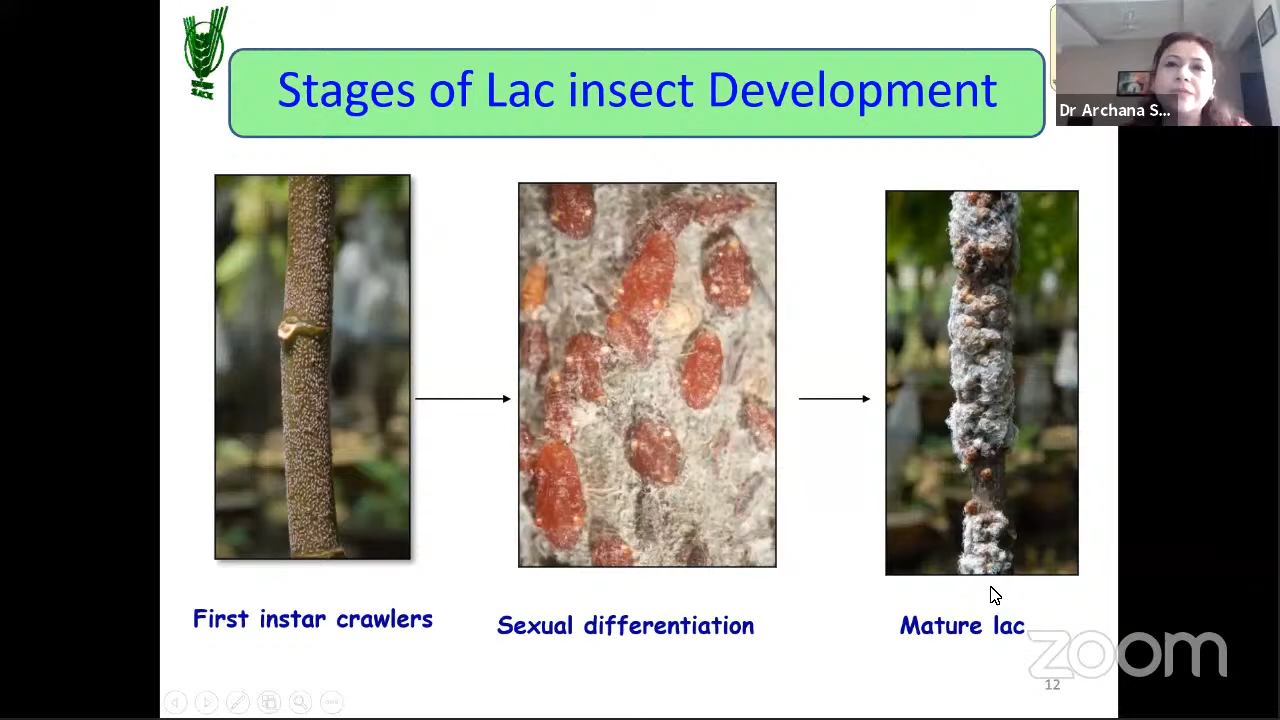 Stages of Lac insect Development
Dr Archana S...
First instar crawlers
Sexual differentiation
Mature lac
zoom
12